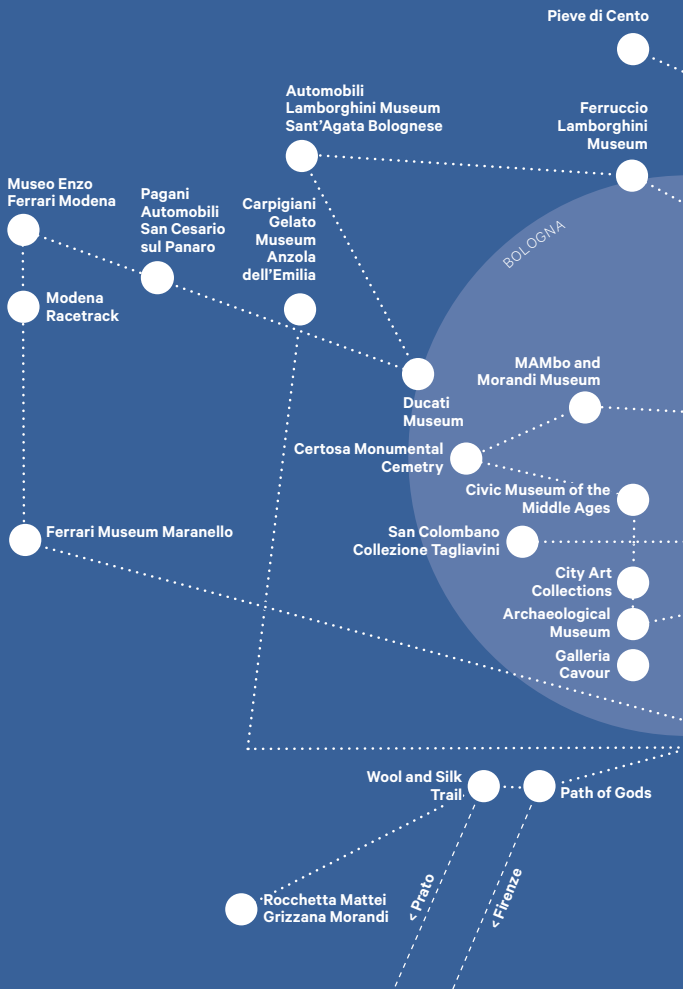 Pieve di Cento
Automobili
Lamborghini Museum
Sant'Agata Bolognese
Ferruccio
Lamborghini
Museum
Museo Enzo
Ferrari Modena
Pagani
Automobili
San Cesario
sul Panaro
Carpigiani
Gelato
Museum
Anzola
dell'Emilia
BOLOGNA
Modena
Racetrack
MAMbo and
Morandi Museum
Ducati
Museum
Certosa Monumental
Cemetry
Civic Museum of the
Middle Ages
Ferrari Museum Maranello
San Colombano
Collezione Tagliavini
City Art
Collections
Archaeological
Museum
Galleria
Cavour
Wool and Silk
Trail
Path of Gods
Rocchetta Mattei
Grizzana Morandi
< Prato
< Firenze